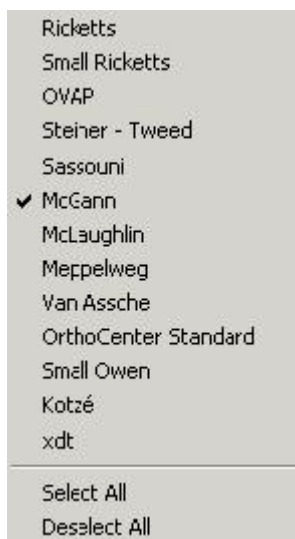 Ricketts
Small Ricketts
OVAP
Steiner - Tweed
Sassouni
McGann
McLaughlin
Meppelweg
Van Assche
OrthoCenter Standard
Small Owen
Kotzé
xdt
Select All
Deselect All